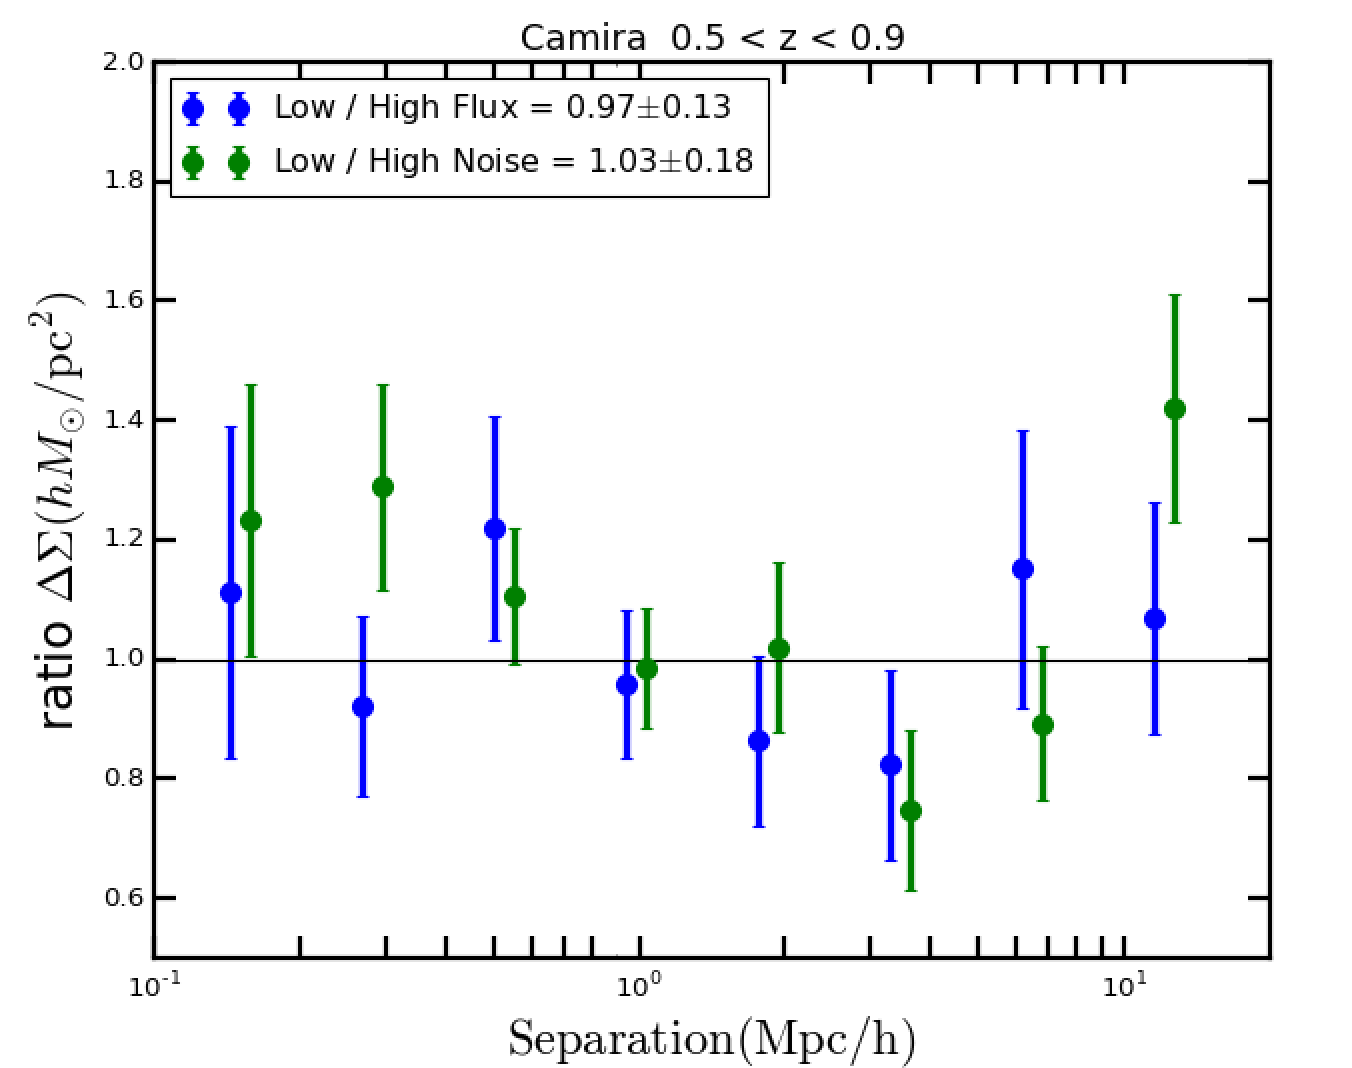 Camira 0.5 < z < 0.9
2.0
1.8
1.6
1.4
1.2
1.0
0.8
0.6
Low / High Flux = 0.97±0.13
Low / High Noise = 1.03±0.18
ratio ΔΣ(hM⊙/pc²)
10⁻¹
10⁰
10¹
Separation(Mpc/h)